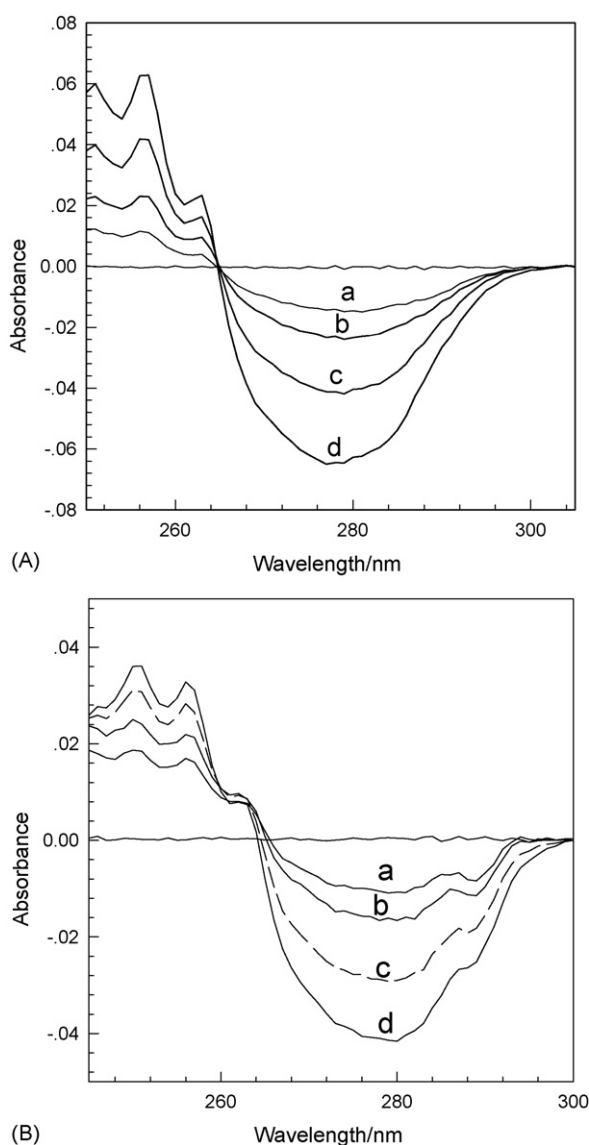 .08
.06
.04
.02
0.00
-.02
-.04
-.06
-.08
Absorbance
a
b
c
d
260
280
300
Wavelength/nm
(A)
.04
.02
0.00
-.02
-.04
Absorbance
a
b
c
d
260
280
300
Wavelength/nm
(B)